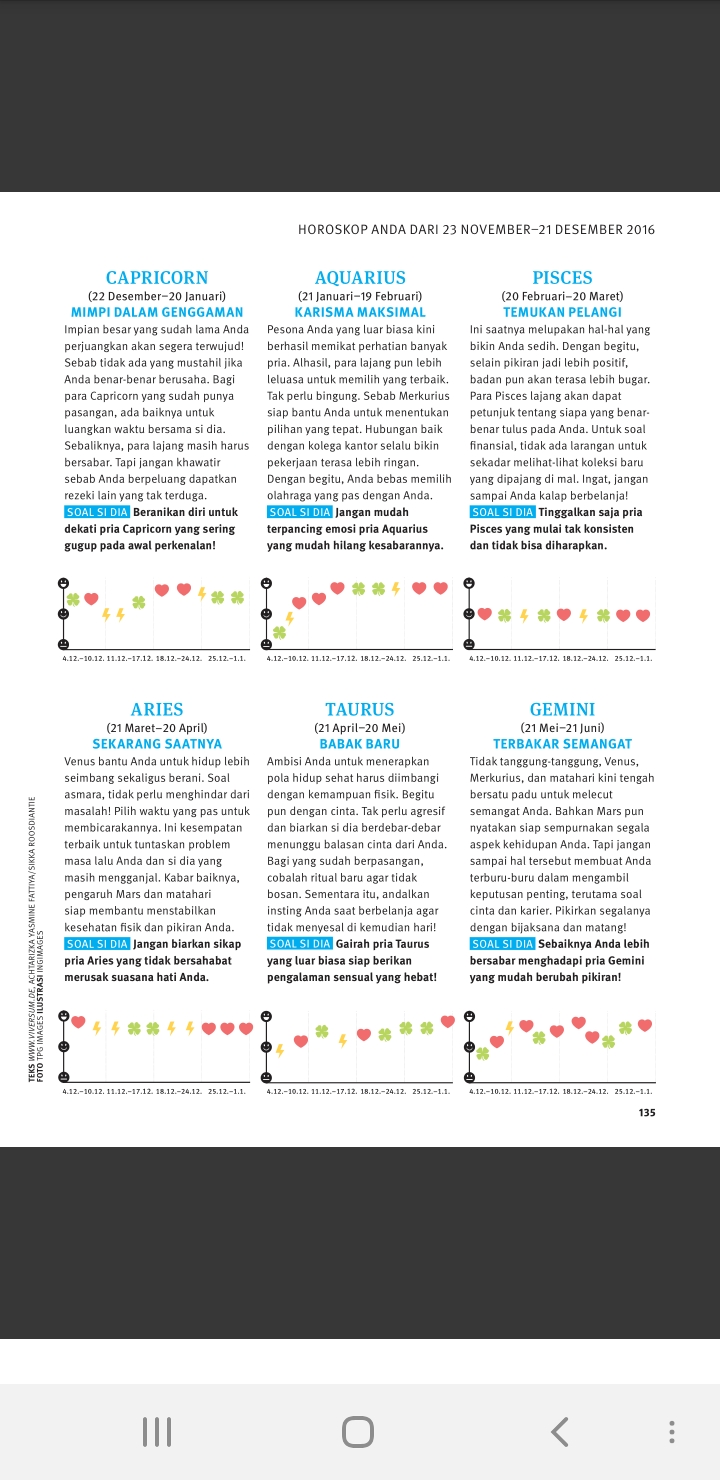 HOROSKOP ANDA DARI 23 NOVEMBER–21 DESEMBER 2016
CAPRICORN
(22 Desember–20 Januari)
MIMPI DALAM GENGGAMAN
Impian besar yang sudah lama Anda
perjuangkan akan segera terwujud!
Sebab tidak ada yang mustahil jika
Anda benar-benar berusaha. Bagi
para Capricorn yang sudah punya
pasangan, ada baiknya untuk
luangkan waktu bersama si dia.
Sebaliknya, para lajang masih harus
bersabar. Tapi jangan khawatir
sebab Anda berpeluang dapatkan
rezeki lain yang tak terduga.
SOAL SI DIA Beranikan diri untuk
dekati pria Capricorn yang sering
gugup pada awal perkenalan!
4.12.–10.12. 11.12.–17.12. 18.12.–24.12. 25.12.–1.1.
AQUARIUS
(21 Januari–19 Februari)
KARISMA MAKSIMAL
Pesona Anda yang luar biasa kini
berhasil memikat perhatian banyak
pria. Alhasil, para lajang pun lebih
leluasa untuk memilih yang terbaik.
Tak perlu bingung. Sebab Merkurius
siap bantu Anda untuk menentukan
pilihan yang tepat. Hubungan baik
dengan kolega kantor selalu bikin
pekerjaan terasa lebih ringan.
Dengan begitu, Anda bebas memilih
olahraga yang pas dengan Anda.
SOAL SI DIA Jangan mudah
terpancing emosi pria Aquarius
yang mudah hilang kesabarannya.
4.12.–10.12. 11.12.–17.12. 18.12.–24.12. 25.12.–1.1.
PISCES
(20 Februari–20 Maret)
TEMUKAN PELANGI
Ini saatnya melupakan hal-hal yang
bikin Anda sedih. Dengan begitu,
selain pikiran jadi lebih positif,
badan pun akan terasa lebih bugar.
Para Pisces lajang akan dapat
petunjuk tentang siapa yang benar-
benar tulus pada Anda. Untuk soal
finansial, tidak ada larangan untuk
sekadar melihat-lihat koleksi baru
yang dipajang di mal. Ingat, jangan
sampai Anda kalap berbelanja!
SOAL SI DIA Tinggalkan saja pria
Pisces yang mulai tak konsisten
dan tidak bisa diharapkan.
4.12.–10.12. 11.12.–17.12. 18.12.–24.12. 25.12.–1.1.
ARIES
(21 Maret–20 April)
SEKARANG SAATNYA
Venus bantu Anda untuk hidup lebih
seimbang sekaligus berani. Soal
asmara, tidak perlu menghindar dari
masalah! Pilih waktu yang pas untuk
membicarakannya. Ini kesempatan
terbaik untuk tuntaskan problem
masa lalu Anda dan si dia yang
masih mengganjal. Kabar baiknya,
pengaruh Mars dan matahari
siap membantu menstabilkan
kesehatan fisik dan pikiran Anda.
SOAL SI DIA Jangan biarkan sikap
pria Aries yang tidak bersahabat
merusak suasana hati Anda.
4.12.–10.12. 11.12.–17.12. 18.12.–24.12. 25.12.–1.1.
TAURUS
(21 April–20 Mei)
BABAK BARU
Ambisi Anda untuk menerapkan
pola hidup sehat harus diimbangi
dengan kemampuan fisik. Begitu
pun dengan cinta. Tak perlu agresif
dan biarkan si dia berdebar-debar
menunggu balasan cinta dari Anda.
Bagi yang sudah berpasangan,
cobalah ritual baru agar tidak
bosan. Sementara itu, andalkan
insting Anda saat berbelanja agar
tidak menyesal di kemudian hari!
SOAL SI DIA Gairah pria Taurus
yang luar biasa siap berikan
pengalaman sensual yang hebat!
4.12.–10.12. 11.12.–17.12. 18.12.–24.12. 25.12.–1.1.
GEMINI
(21 Mei–21 Juni)
TERBAKAR SEMANGAT
Tidak tanggung-tanggung, Venus,
Merkurius, dan matahari kini tengah
bersatu padu untuk melecut
semangat Anda. Bahkan Mars pun
nyatakan siap sempurnakan segala
aspek kehidupan Anda. Tapi jangan
sampai hal tersebut membuat Anda
terburu-buru dalam mengambil
keputusan penting, terutama soal
cinta dan karier. Pikirkan segalanya
dengan bijaksana dan matang!
SOAL SI DIA Sebaiknya Anda lebih
bersabar menghadapi pria Gemini
yang mudah berubah pikiran!
4.12.–10.12. 11.12.–17.12. 18.12.–24.12. 25.12.–1.1.
TEKS WWW.VIVERSUM.DE, ACHTARIZKA YASMINE FATTIYA/SIKKA ROOSDIANTIE
FOTO TPG IMAGES ILUSTRASI INGIMAGES
135